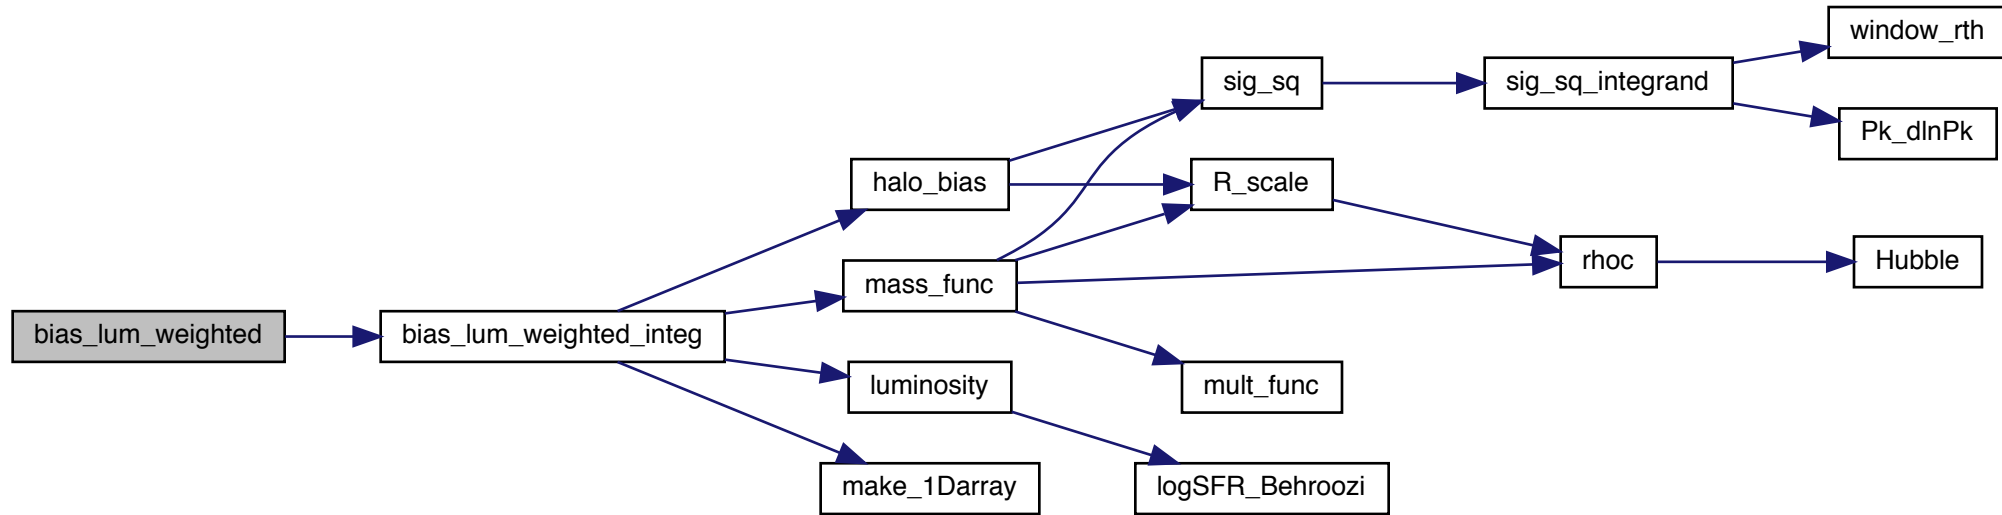 bias_lum_weighted
bias_lum_weighted_integ
halo_bias
mass_func
luminosity
make_1Darray
sig_sq
R_scale
mult_func
logSFR_Behroozi
sig_sq_integrand
rhoc
window_rth
Pk_dlnPk
Hubble